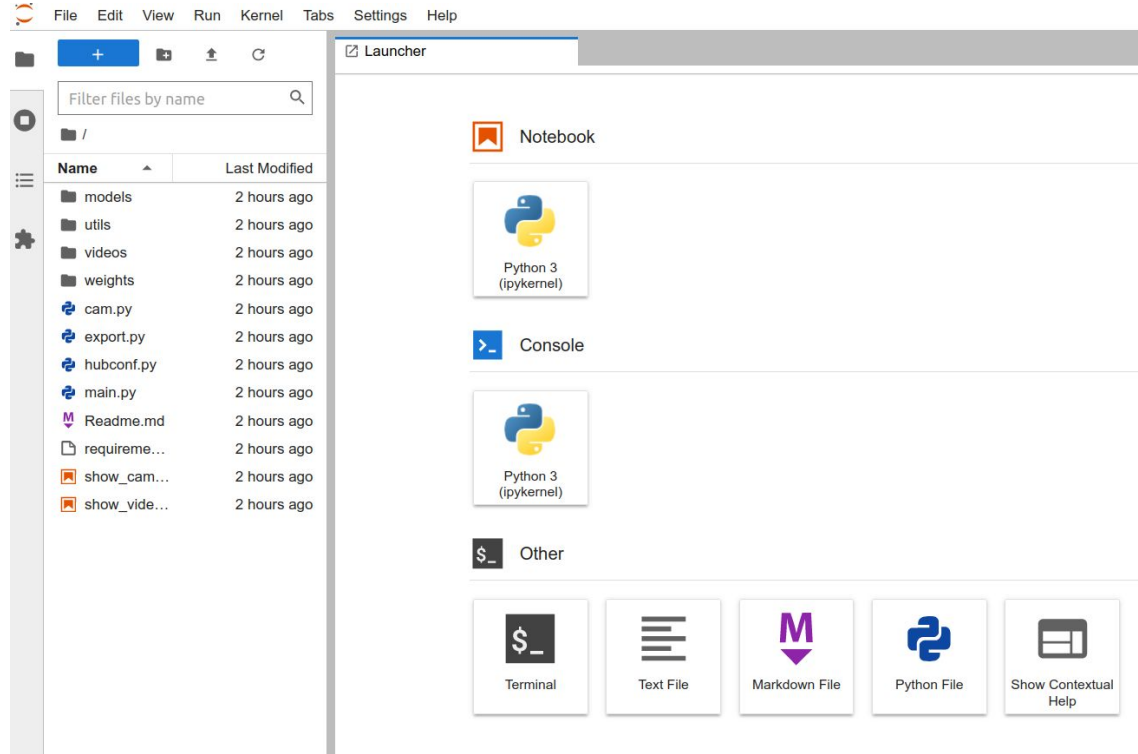 File Edit View Run Kernel Tabs Settings Help
+
Launcher
Filter files by name
/
Name Last Modified
models 2 hours ago
utils 2 hours ago
videos 2 hours ago
weights 2 hours ago
cam.py 2 hours ago
export.py 2 hours ago
hubconf.py 2 hours ago
main.py 2 hours ago
M Readme.md 2 hours ago
requireme… 2 hours ago
show_cam… 2 hours ago
show_vide… 2 hours ago
Notebook
Python 3
(ipykernel)
>_ Console
Python 3
(ipykernel)
$_ Other
$_
M
Terminal
Text File
Markdown File
Python File
Show Contextual
Help